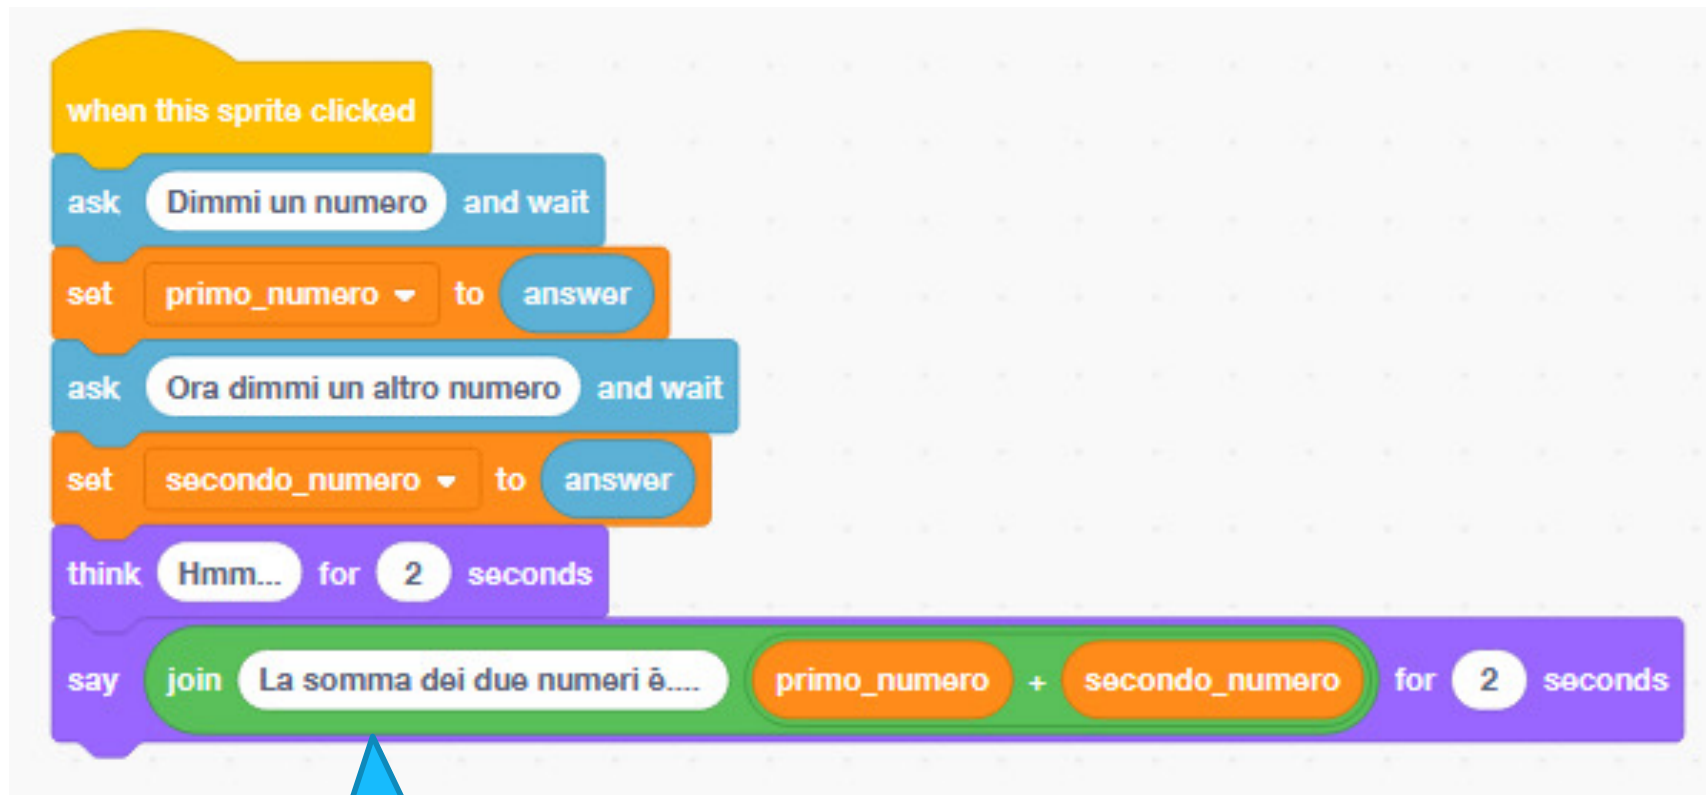 when this sprite clicked
ask Dimmi un numero and wait
set primo_numero to answer
ask Ora dimmi un altro numero and wait
set secondo_numero to answer
think Hmm... for 2 seconds
say join La somma dei due numeri è.... primo_numero + secondo_numero for 2 seconds